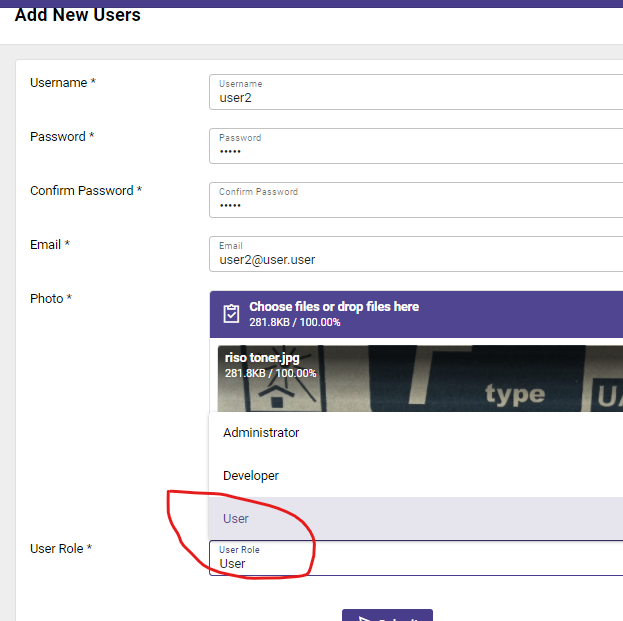 Add New Users
Username *
Username
user2
Password *
Password
•••••
Confirm Password *
Confirm Password
•••••
Email *
Email
user2@user.user
Photo *
Choose files or drop files here
281.8KB / 100.00%
riso toner.jpg
281.8KB / 100.00%
type
Administrator
Developer
User
User Role *
User Role
User